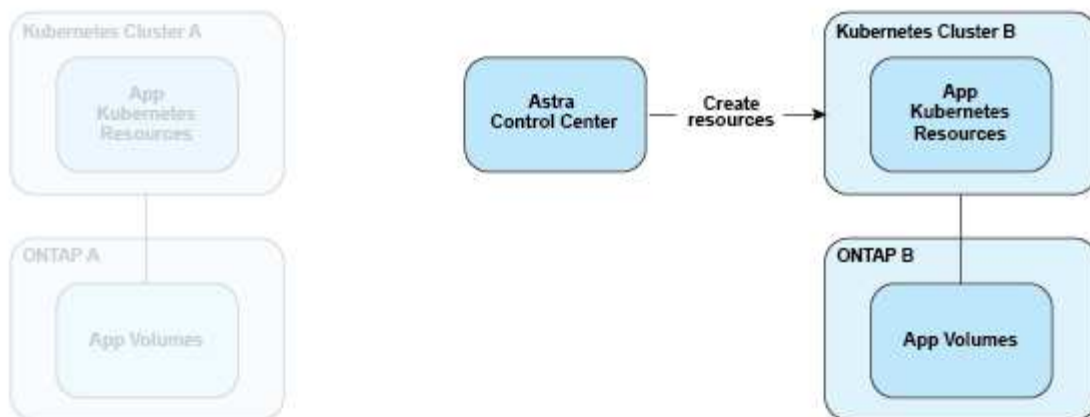 Kubernetes Cluster A
App
Kubernetes
Resources
ONTAP A
App Volumes
Astra
Control Center
Create
resources
Kubernetes Cluster B
App
Kubernetes
Resources
ONTAP B
App Volumes